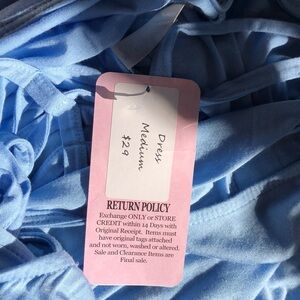 Dress
Medium
$29
RETURN POLICY
Exchange ONLY or STORE
CREDIT within 14 Days with
Original Receipt. Items must
have original tags attached
and not worn, washed or altered.
Sale and Clearance Items are
Final sale.